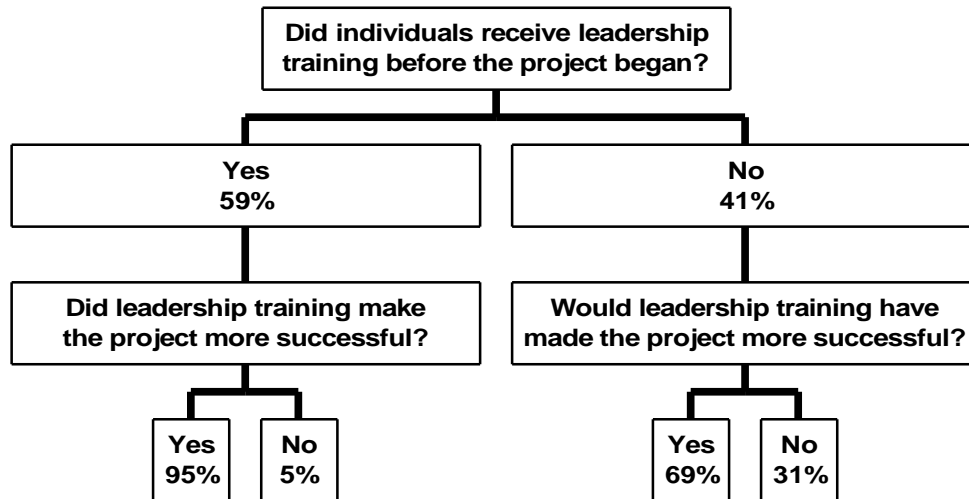 Did individuals receive leadership
training before the project began?
Yes
59%
No
41%
Did leadership training make
the project more successful?
Would leadership training have
made the project more successful?
Yes
95%
No
5%
Yes
69%
No
31%